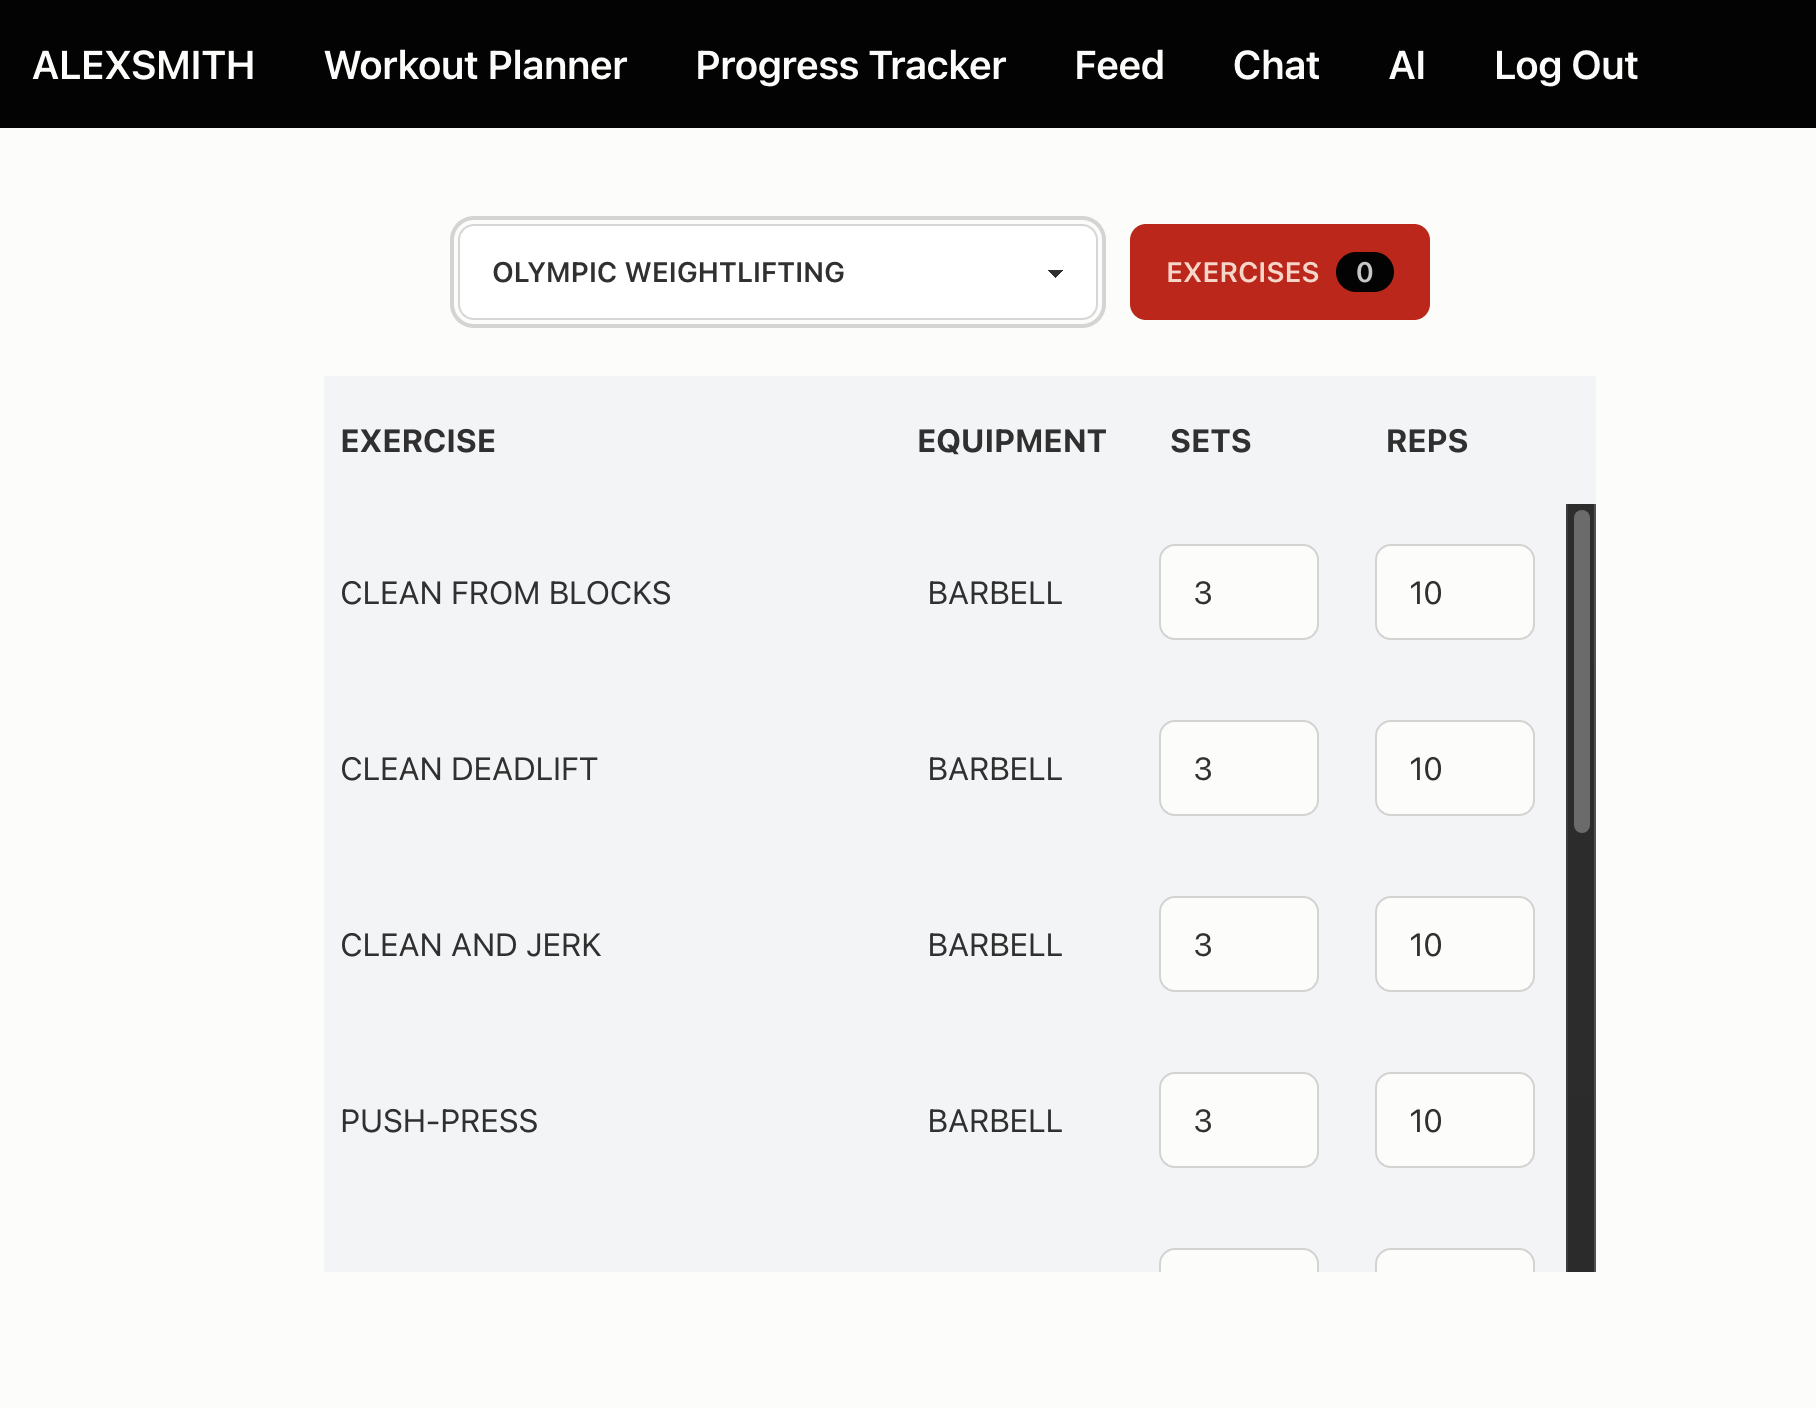 ALEXSMITH Workout Planner Progress Tracker Feed Chat AI Log Out
OLYMPIC WEIGHTLIFTING EXERCISES 0
EXERCISE EQUIPMENT SETS REPS
CLEAN FROM BLOCKS BARBELL 3 10
CLEAN DEADLIFT BARBELL 3 10
CLEAN AND JERK BARBELL 3 10
PUSH-PRESS BARBELL 3 10